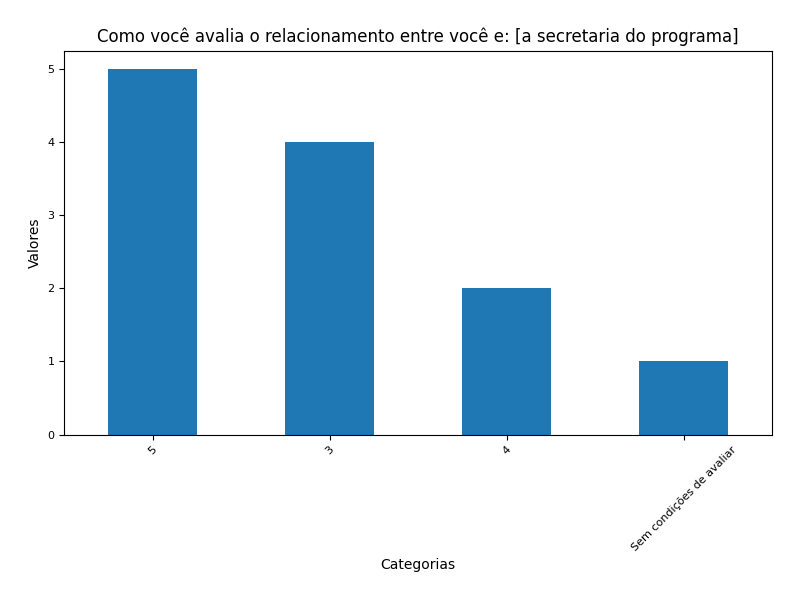 Como você avalia o relacionamento entre você e: [a secretaria do programa]
Valores
5
4
3
2
1
0
5
3
4
Sem condições de avaliar
Categorias